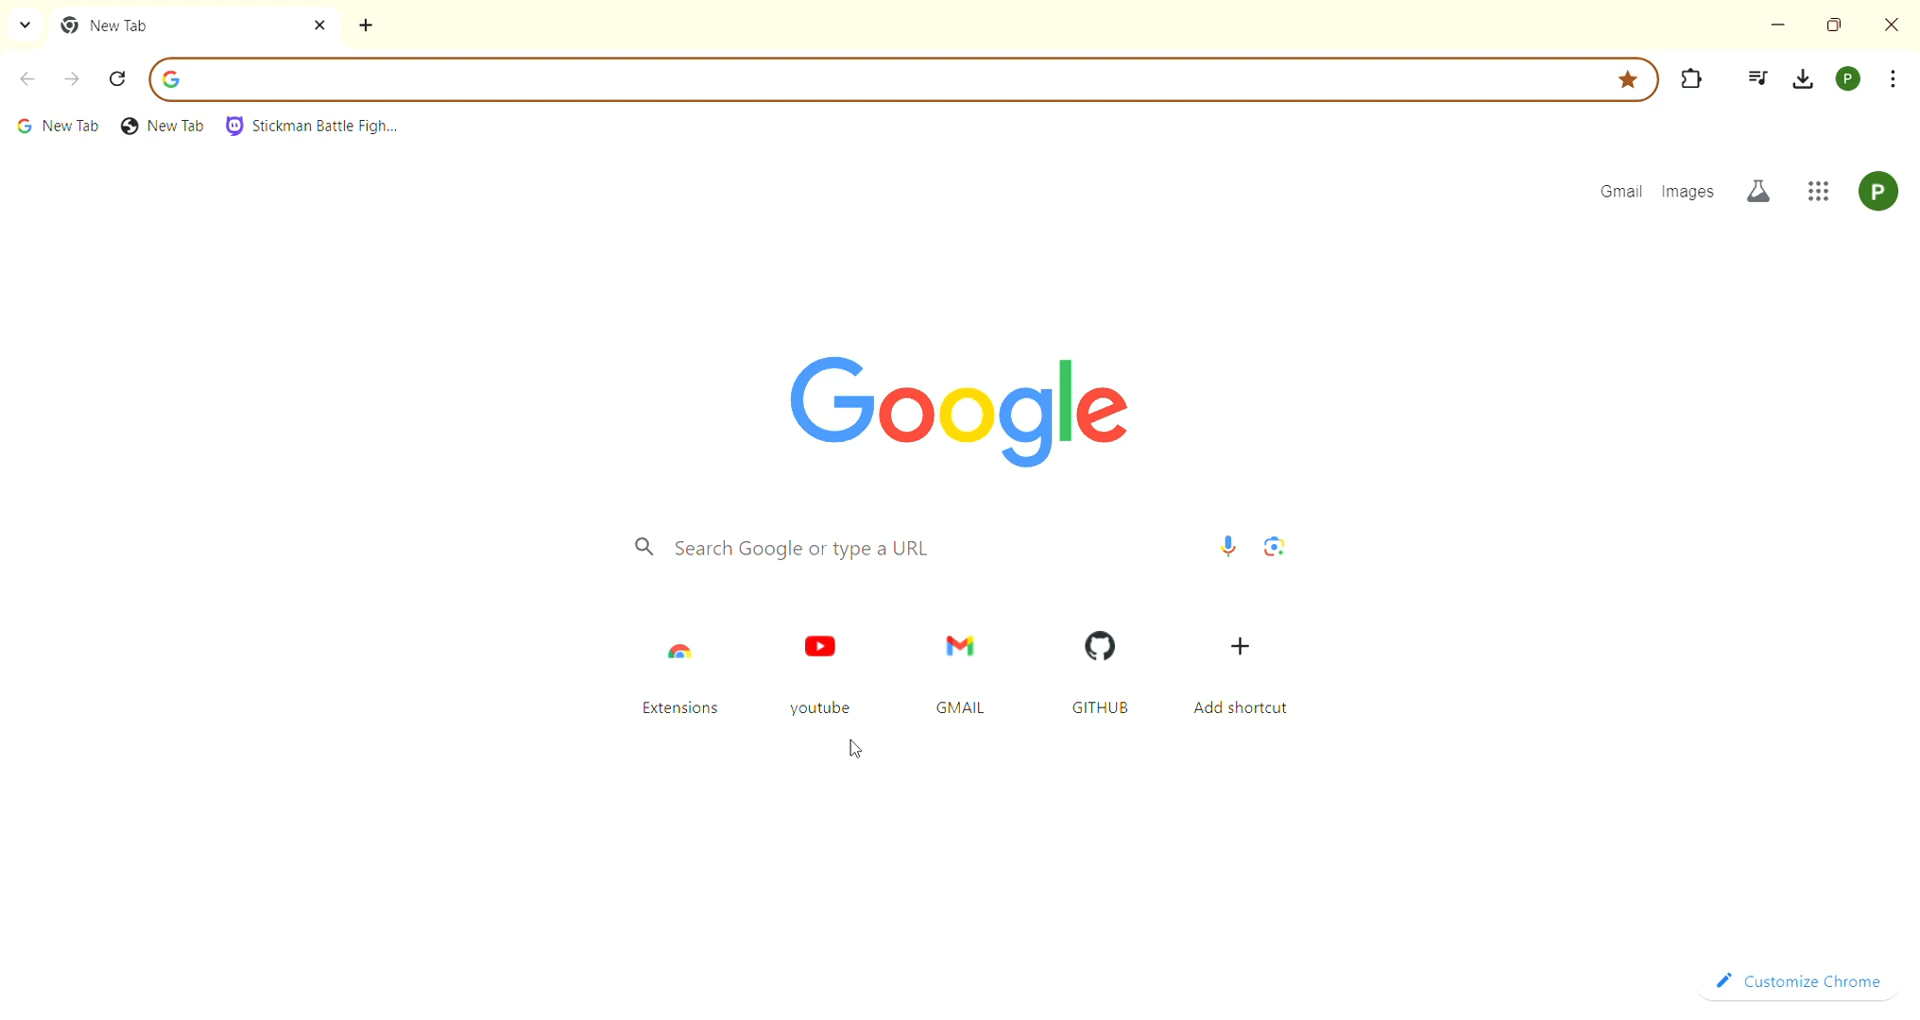 New Tab
New Tab
New Tab
Stickman Battle Figh...
P
Gmail
Images
P
Google
Search Google or type a URL
Extensions
youtube
GMAIL
GITHUB
Add shortcut
Customize Chrome